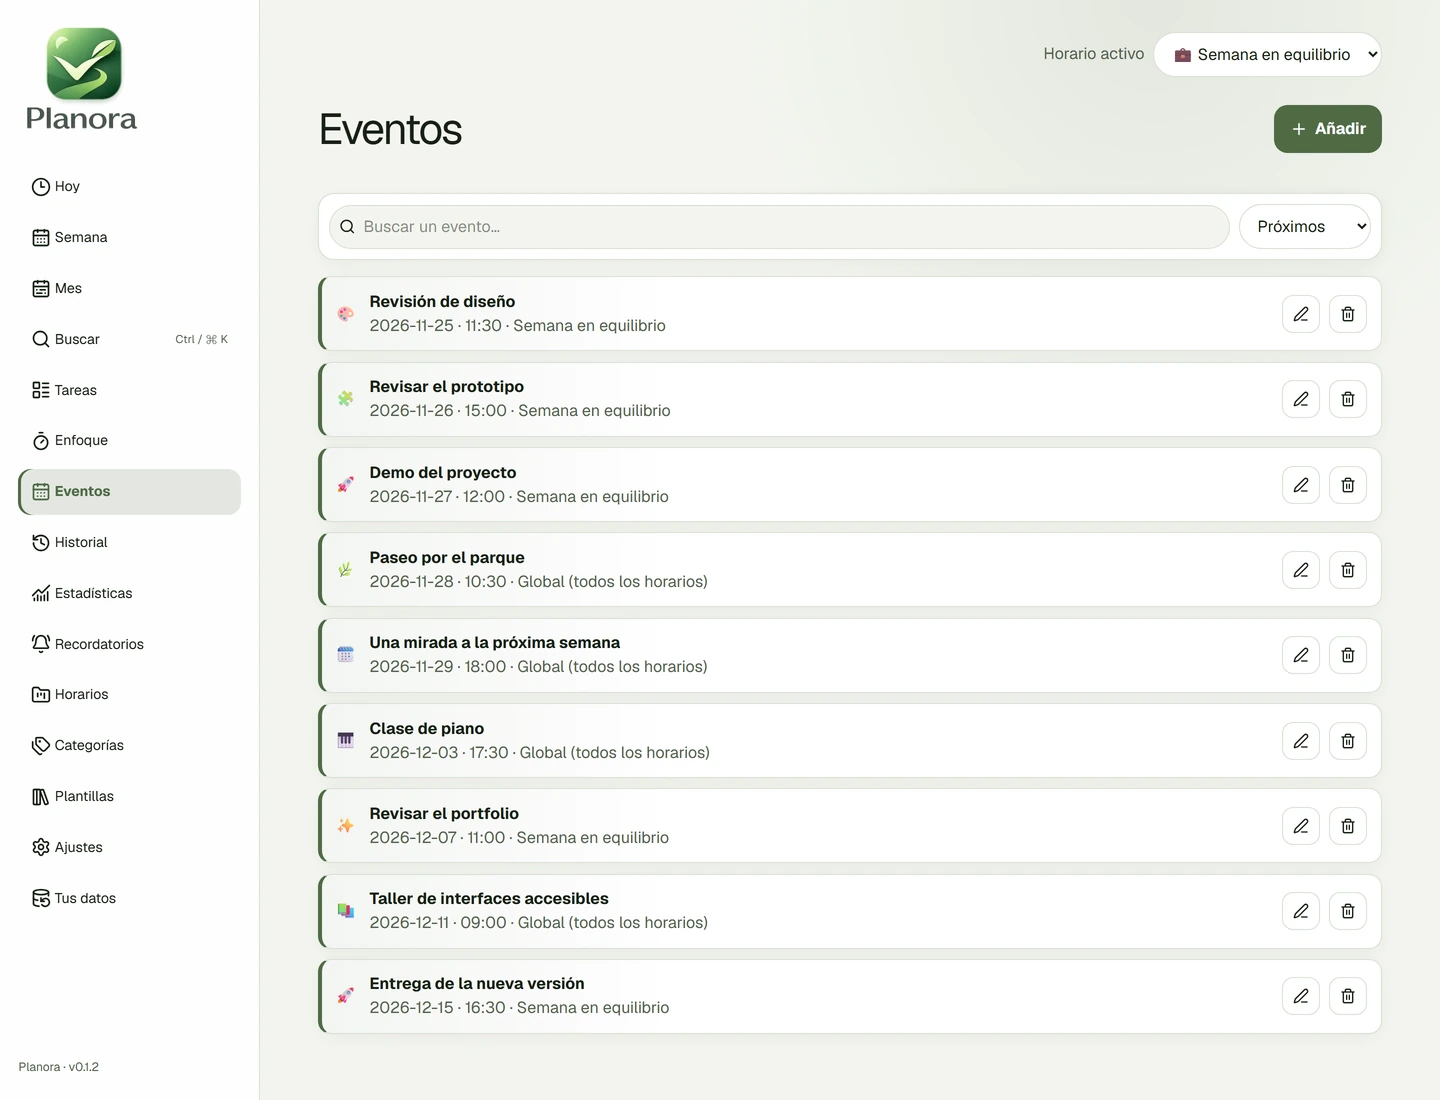 Planora
Hoy
Semana
Mes
Buscar Ctrl / ⌘ K
Tareas
Enfoque
Eventos
Historial
Estadísticas
Recordatorios
Horarios
Categorías
Plantillas
Ajustes
Tus datos
Planora · v0.1.2
Horario activo
Semana en equilibrio
Eventos
+ Añadir
Buscar un evento...
Próximos
Revisión de diseño
2026-11-25 · 11:30 · Semana en equilibrio
Revisar el prototipo
2026-11-26 · 15:00 · Semana en equilibrio
Demo del proyecto
2026-11-27 · 12:00 · Semana en equilibrio
Paseo por el parque
2026-11-28 · 10:30 · Global (todos los horarios)
Una mirada a la próxima semana
2026-11-29 · 18:00 · Global (todos los horarios)
Clase de piano
2026-12-03 · 17:30 · Global (todos los horarios)
Revisar el portfolio
2026-12-07 · 11:00 · Semana en equilibrio
Taller de interfaces accesibles
2026-12-11 · 09:00 · Global (todos los horarios)
Entrega de la nueva versión
2026-12-15 · 16:30 · Semana en equilibrio